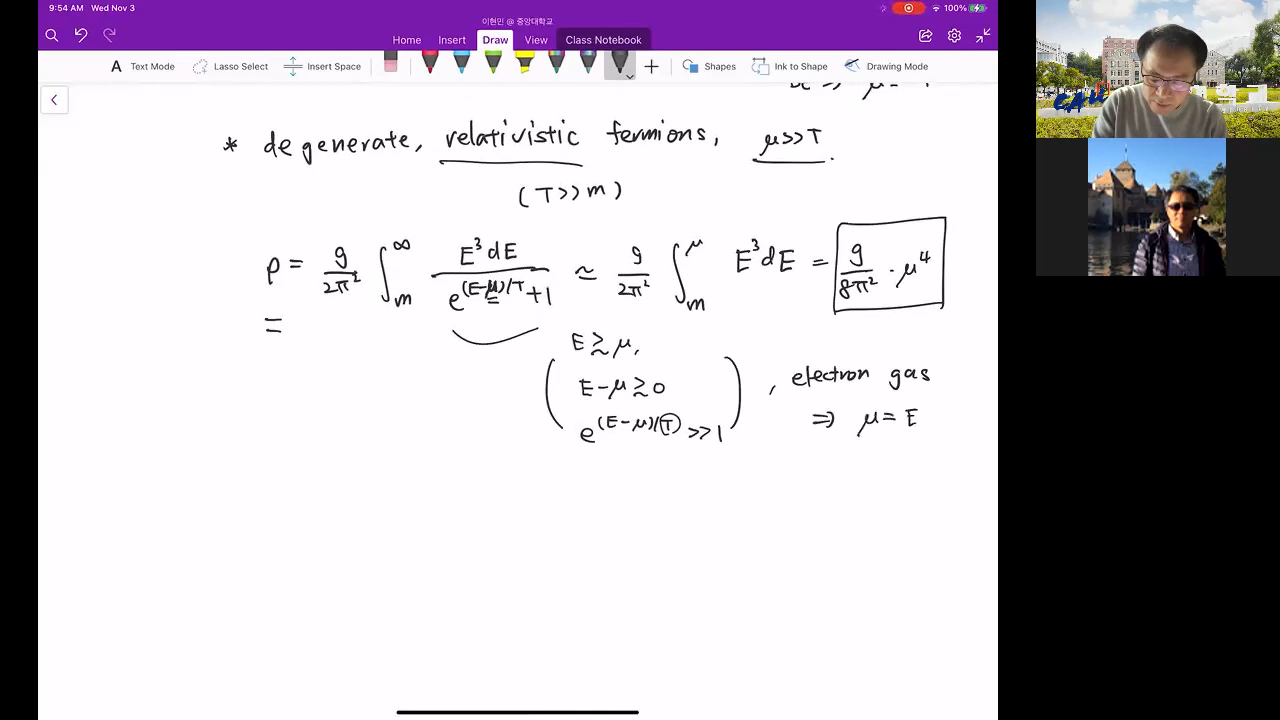 9:54 AM Wed Nov 3
100%
이현민 @ 중앙대학교
Home Insert Draw View Class Notebook
Text Mode Lasso Select Insert Space Shapes Ink to Shape Drawing Mode
* degenerate, relativistic fermions, μ>>T.
(T>>m)
ρ = g/2π² ∫_m^∞ E³dE / e^{(E-μ)/T}+1 ≃ g/2π² ∫_m^μ E³dE = g/8π² · μ⁴
=
E ≳ μ,
E-μ ≳ 0
e^{(E-μ)/T} >> 1
, electron gas
⇒ μ = E
CAU